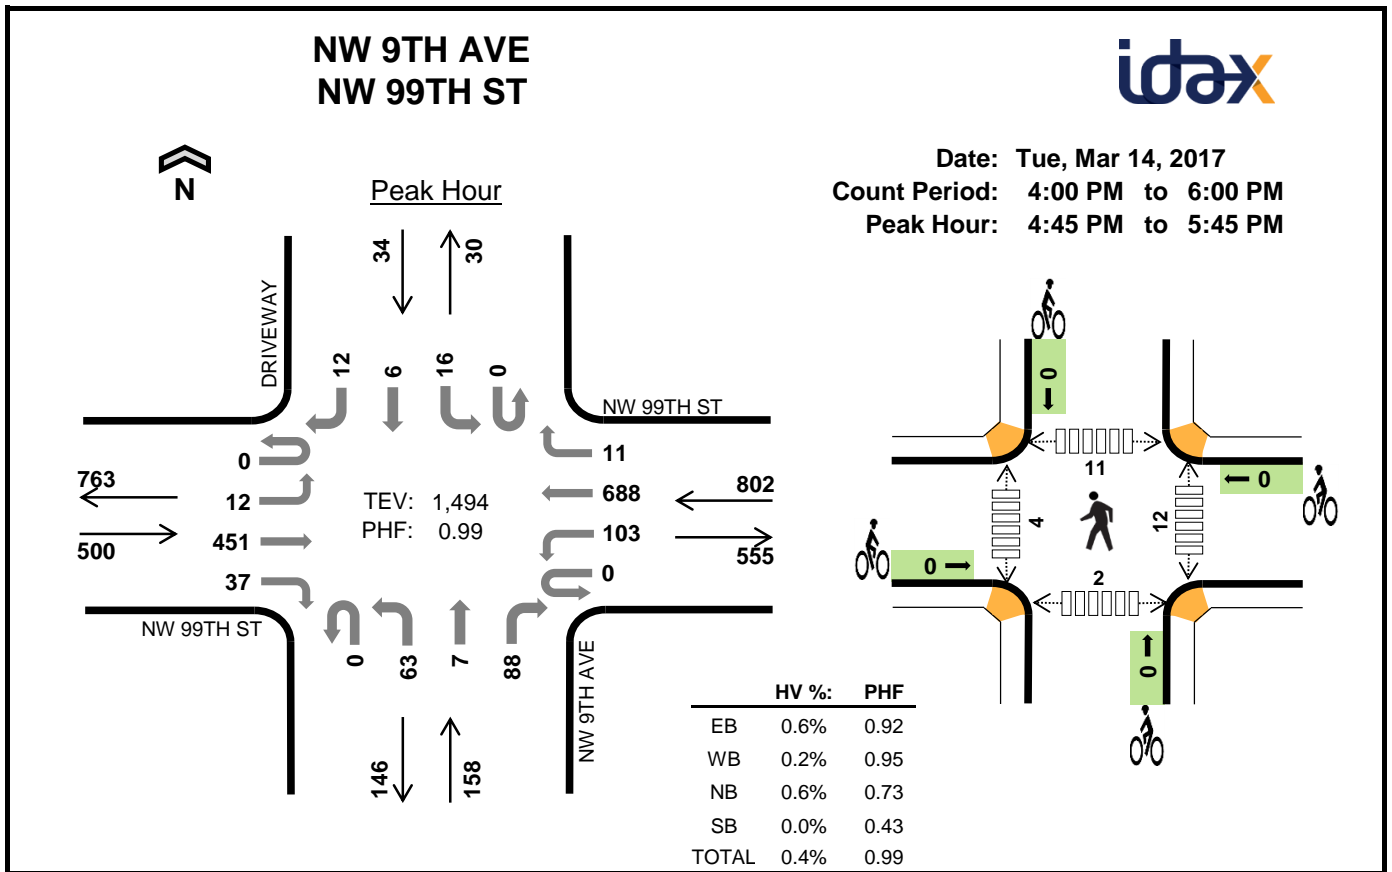 NW 9TH AVE
NW 99TH ST
idax
Date: Tue, Mar 14, 2017
Count Period: 4:00 PM to 6:00 PM
Peak Hour: 4:45 PM to 5:45 PM
N
Peak Hour
34
30
DRIVEWAY
12
6
16
0
NW 99TH ST
0
11
763
12
688
802
TEV: 1,494
PHF: 0.99
500
451
103
555
37
0
NW 99TH ST
0
63
7
88
NW 9TH AVE
146
158
0
11
0
4
12
0
2
0
HV %: PHF
EB 0.6% 0.92
WB 0.2% 0.95
NB 0.6% 0.73
SB 0.0% 0.43
TOTAL 0.4% 0.99